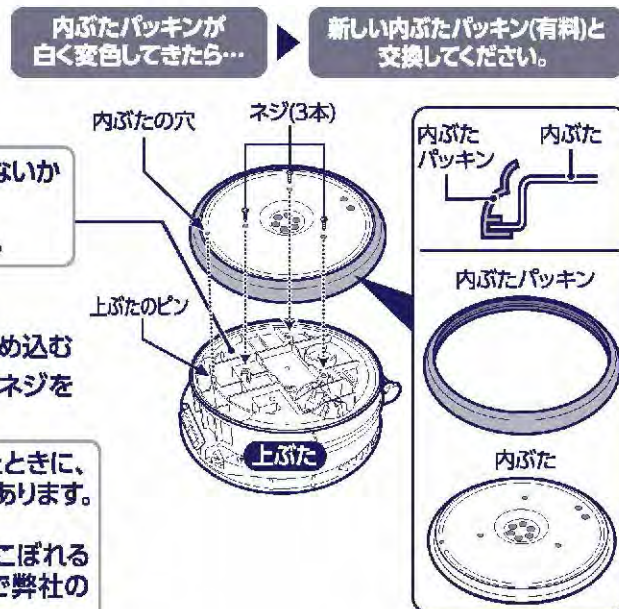 内ぶたパッキンが
白く変色してきたら…
新しい内ぶたパッキン(有料)と
交換してください。
内ぶたの穴
ネジ(3本)
ないか
上ぶたのピン
め込む
ネジを
上ぶた
ときに、
あります。
こぼれる
で弊社の
内ぶた
パッキン
内ぶた
内ぶたパッキン
内ぶた